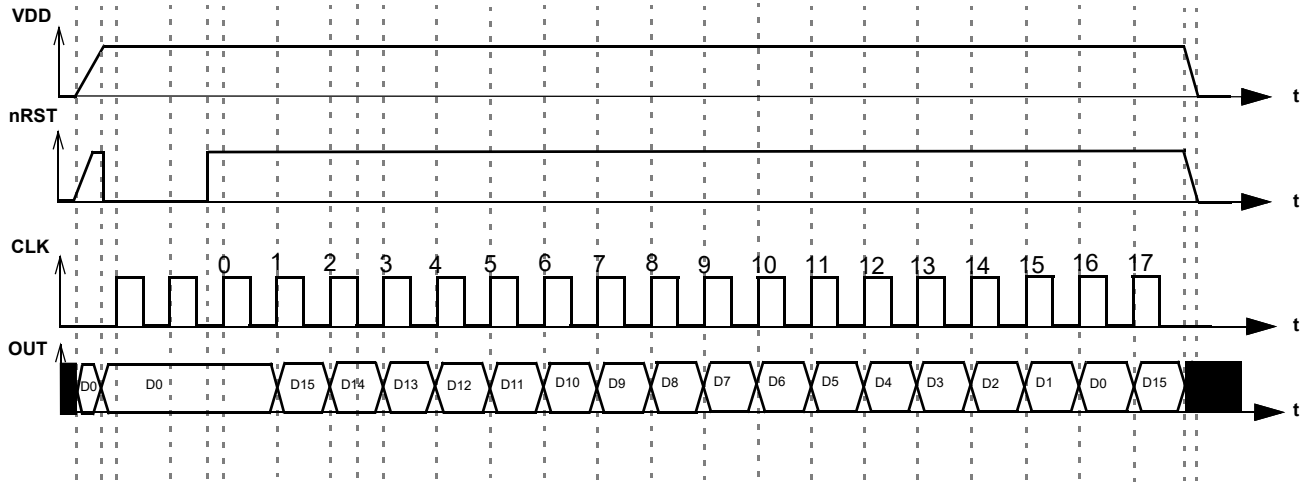 VDD
t
nRST
t
CLK
0 1 2 3 4 5 6 7 8 9 10 11 12 13 14 15 16 17
t
OUT
D0 D0 D15 D14 D13 D12 D11 D10 D9 D8 D7 D6 D5 D4 D3 D2 D1 D0 D15
t